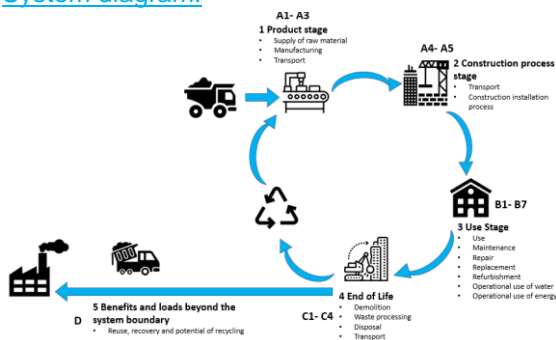 System diagram:
A1- A3
1 Product stage
• Supply of raw material
• Manufacturing
• Transport
A4- A5
2 Construction process
stage
• Transport
• Construction installation
process
B1- B7
3 Use Stage
• Use
• Maintenance
• Repair
• Replacement
• Refurbishment
• Operational use of water
• Operational use of energy
4 End of Life
C1- C4
• Demolition
• Waste processing
• Disposal
• Transport
5 Benefits and loads beyond the
D system boundary
• Reuse, recovery and potential of recycling